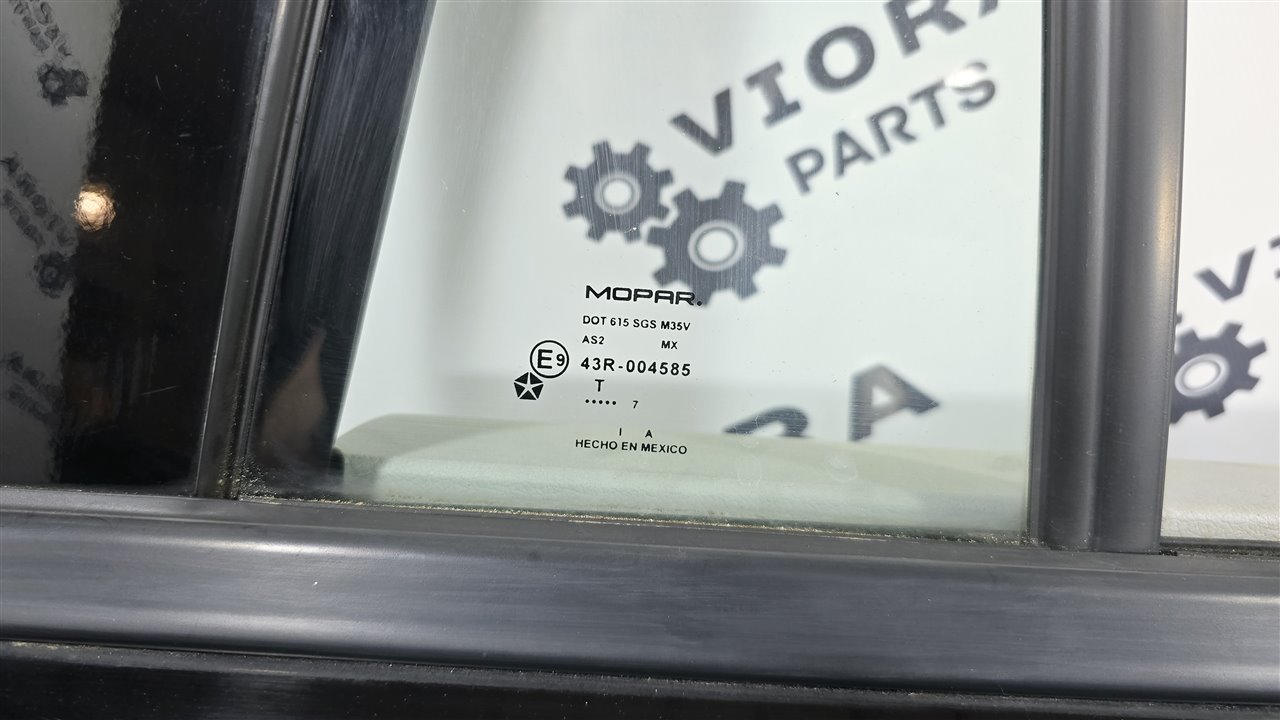 VIORA
PARTS
MOPAR.
DOT 615 SGS M35V
AS2 MX
E9 43R-004585
T
••••• 7
I A
HECHO EN MEXICO